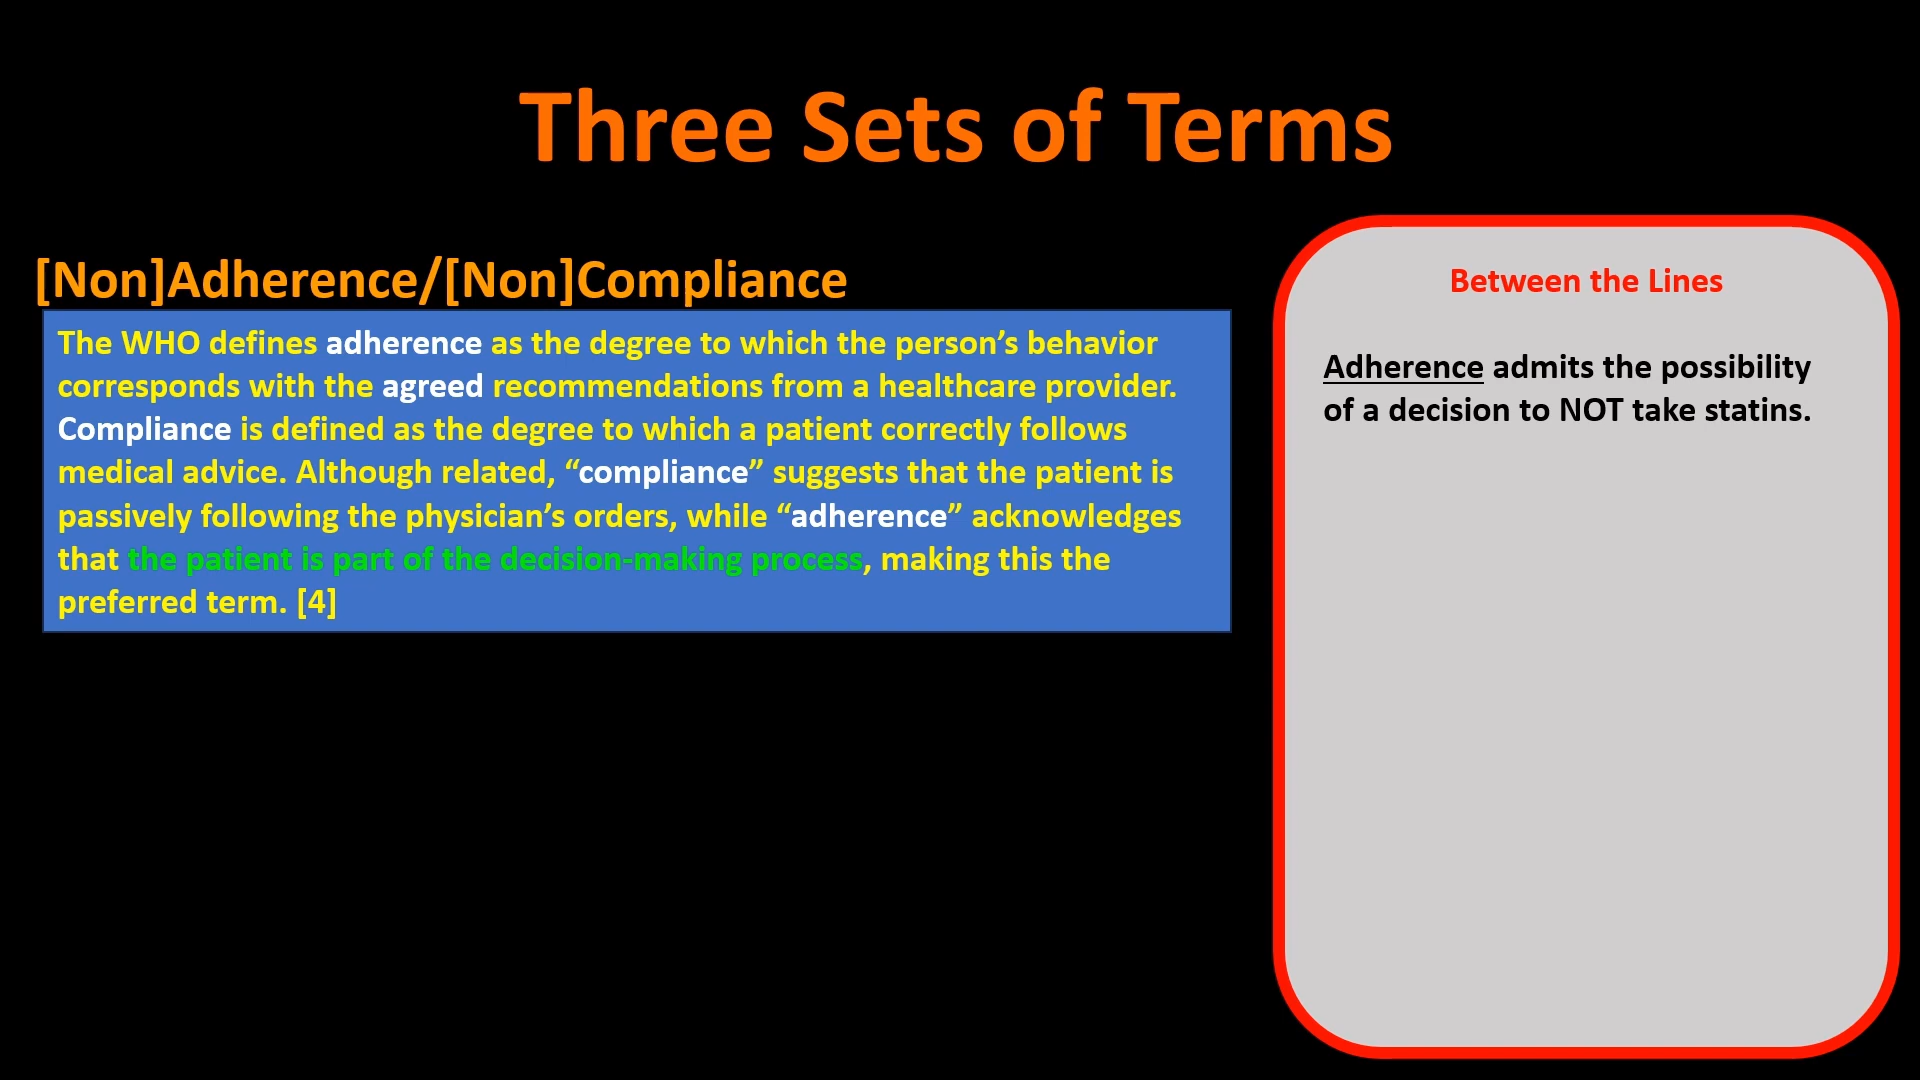 Three Sets of Terms
[Non]Adherence/[Non]Compliance
The WHO defines adherence as the degree to which the person’s behavior
corresponds with the agreed recommendations from a healthcare provider.
Compliance is defined as the degree to which a patient correctly follows
medical advice. Although related, “compliance” suggests that the patient is
passively following the physician’s orders, while “adherence” acknowledges
that the patient is part of the decision-making process, making this the
preferred term. [4]
Between the Lines
Adherence admits the possibility
of a decision to NOT take statins.